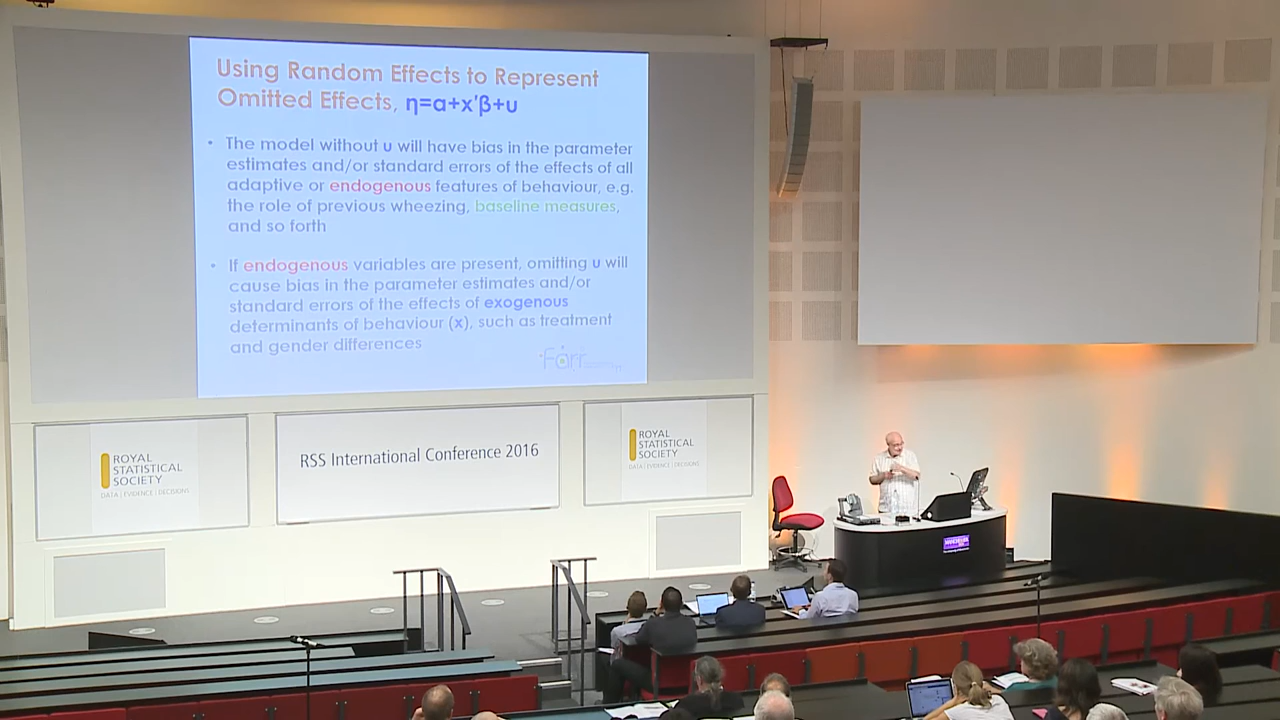 Using Random Effects to Represent
Omitted Effects, η=α+x'β+υ
• The model without υ will have bias in the parameter
estimates and/or standard errors of the effects of all
adaptive or endogenous features of behaviour, e.g.
the role of previous wheezing, baseline measures,
and so forth
• If endogenous variables are present, omitting υ will
cause bias in the parameter estimates and/or
standard errors of the effects of exogenous
determinants of behaviour (x), such as treatment
and gender differences
Farr
ROYAL
STATISTICAL
SOCIETY
DATA | EVIDENCE | DECISIONS
RSS International Conference 2016
ROYAL
STATISTICAL
SOCIETY
DATA | EVIDENCE | DECISIONS
MANCHESTER